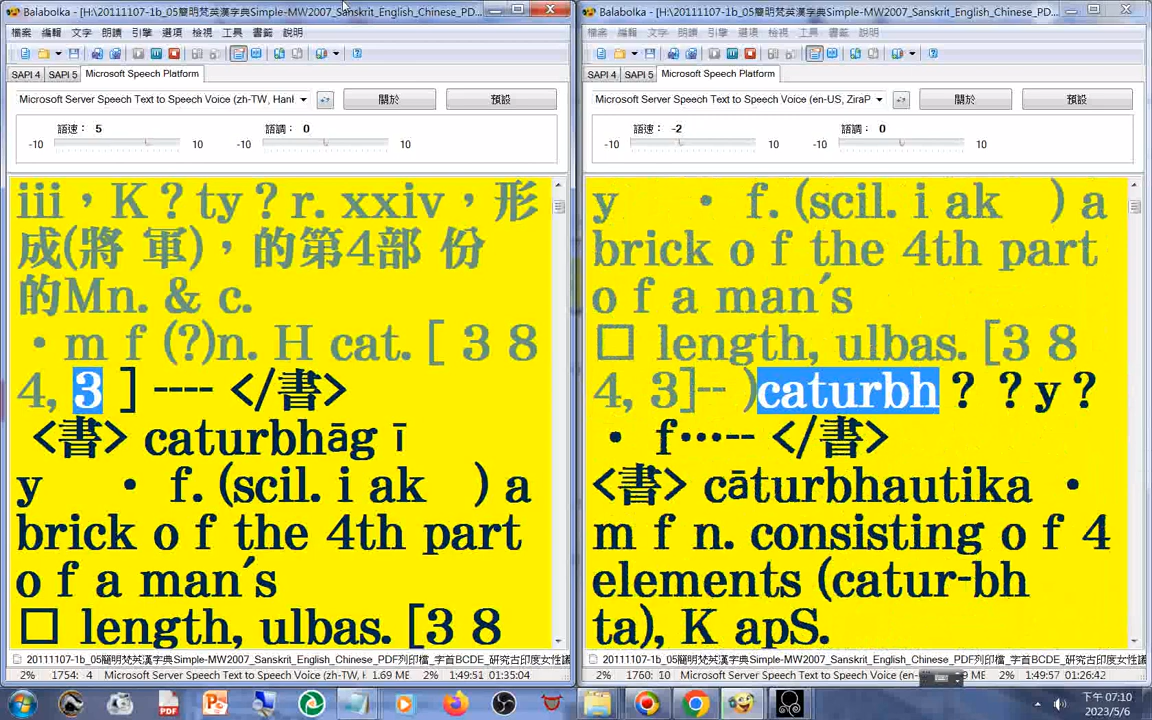 Balabolka - [H:\20111107-1b_05簡明梵英漢字典Simple-MW2007_Sanskrit_English_Chinese_PD...
檔案 編輯 文字 朗讀 引擎 選項 檢視 工具 書籤 說明
SAPI 4 SAPI 5 Microsoft Speech Platform
Microsoft Server Speech Text to Speech Voice (zh-TW, Hanl 關於 預設
語速: 5 語調: 0
-10 10 -10 10
iii,K?ty?r. xxiv,形
成(將 軍),的第4部 份
的Mn. & c.
•m f (?)n. H cat. [ 3 8
4, 3 ] ---- </書>
<書> caturbhāg ī
y • f. (scil. i ak ) a
brick o f the 4th part
o f a man′s
□ length, ulbas. [3 8
20111107-1b_05簡明梵英漢字典Simple-MW2007_Sanskrit_English_Chinese_PDF列印檔_字首BCDE_研究古印度女性議
2% 1754: 4 Microsoft Server Speech Text to Speech Voice (zh-TW, H 1.69 ME 2% 1:49:51 01:35:04
Balabolka - [H:\20111107-1b_05簡明梵英漢字典Simple-MW2007_Sanskrit_English_Chinese_PD...
檔案 編輯 文字 朗讀 引擎 選項 檢視 工具 書籤 說明
SAPI 4 SAPI 5 Microsoft Speech Platform
Microsoft Server Speech Text to Speech Voice (en-US, ZiraP 關於 預設
語速: -2 語調: 0
-10 10 -10 10
y • f. (scil. i ak ) a
brick o f the 4th part
o f a man′s
□ length, ulbas. [3 8
4, 3]-- )caturbh ? ?y ?
• f…-- </書>
<書> cāturbhautika •
m f n. consisting o f 4
elements (catur-bh
ta), K apS.
20111107-1b_05簡明梵英漢字典Simple-MW2007_Sanskrit_English_Chinese_PDF列印檔_字首BCDE_研究古印度女性議
2% 1760: 10 Microsoft Server Speech Text to Speech Voice (en-US, ME 2% 1:49:57 01:26:42
下午 07:10
2023/5/6